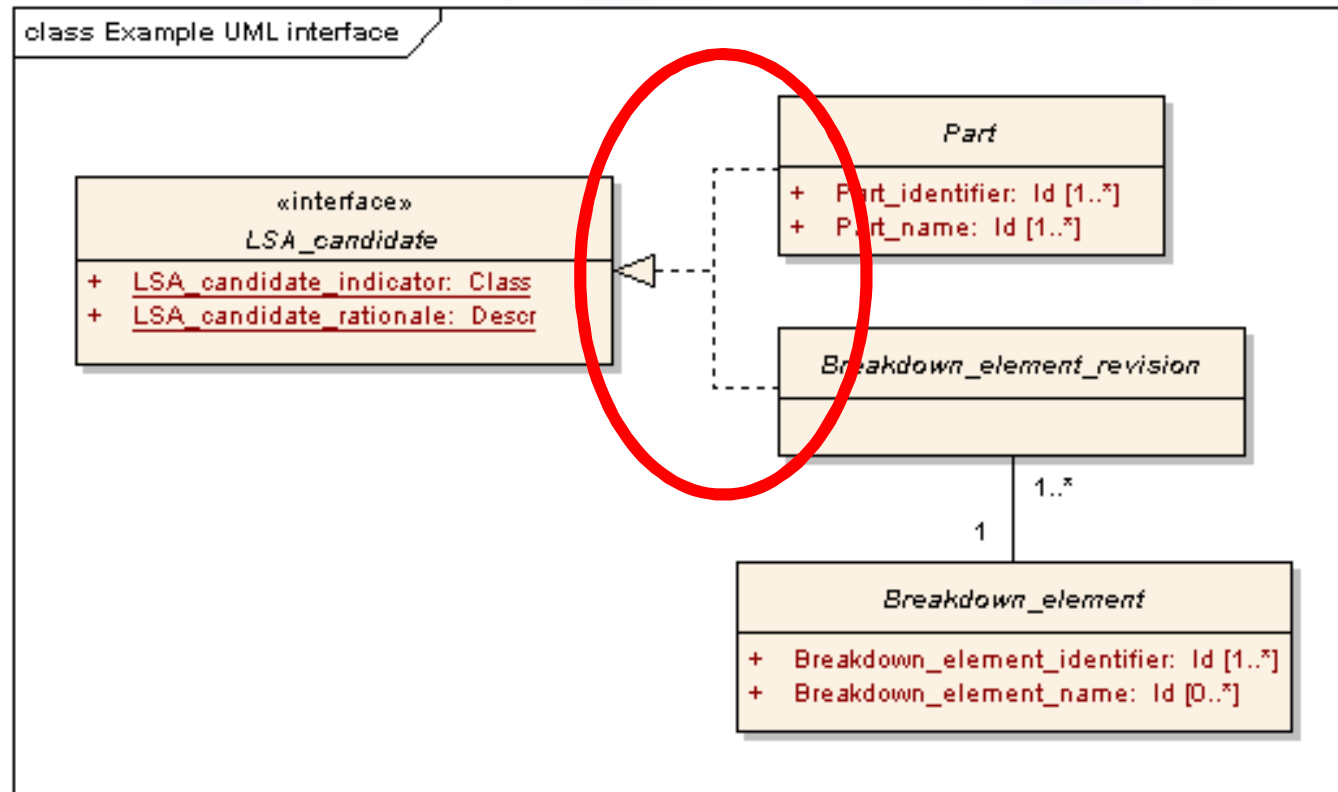 class Example UML interface
«interface»
LSA_candidate
+ LSA_candidate_indicator: Class
+ LSA_candidate_rationale: Descr
Part
+ Part_identifier: Id [1..*]
+ Part_name: Id [1..*]
Breakdown_element_revision
1..*
1
Breakdown_element
+ Breakdown_element_identifier: Id [1..*]
+ Breakdown_element_name: Id [0..*]